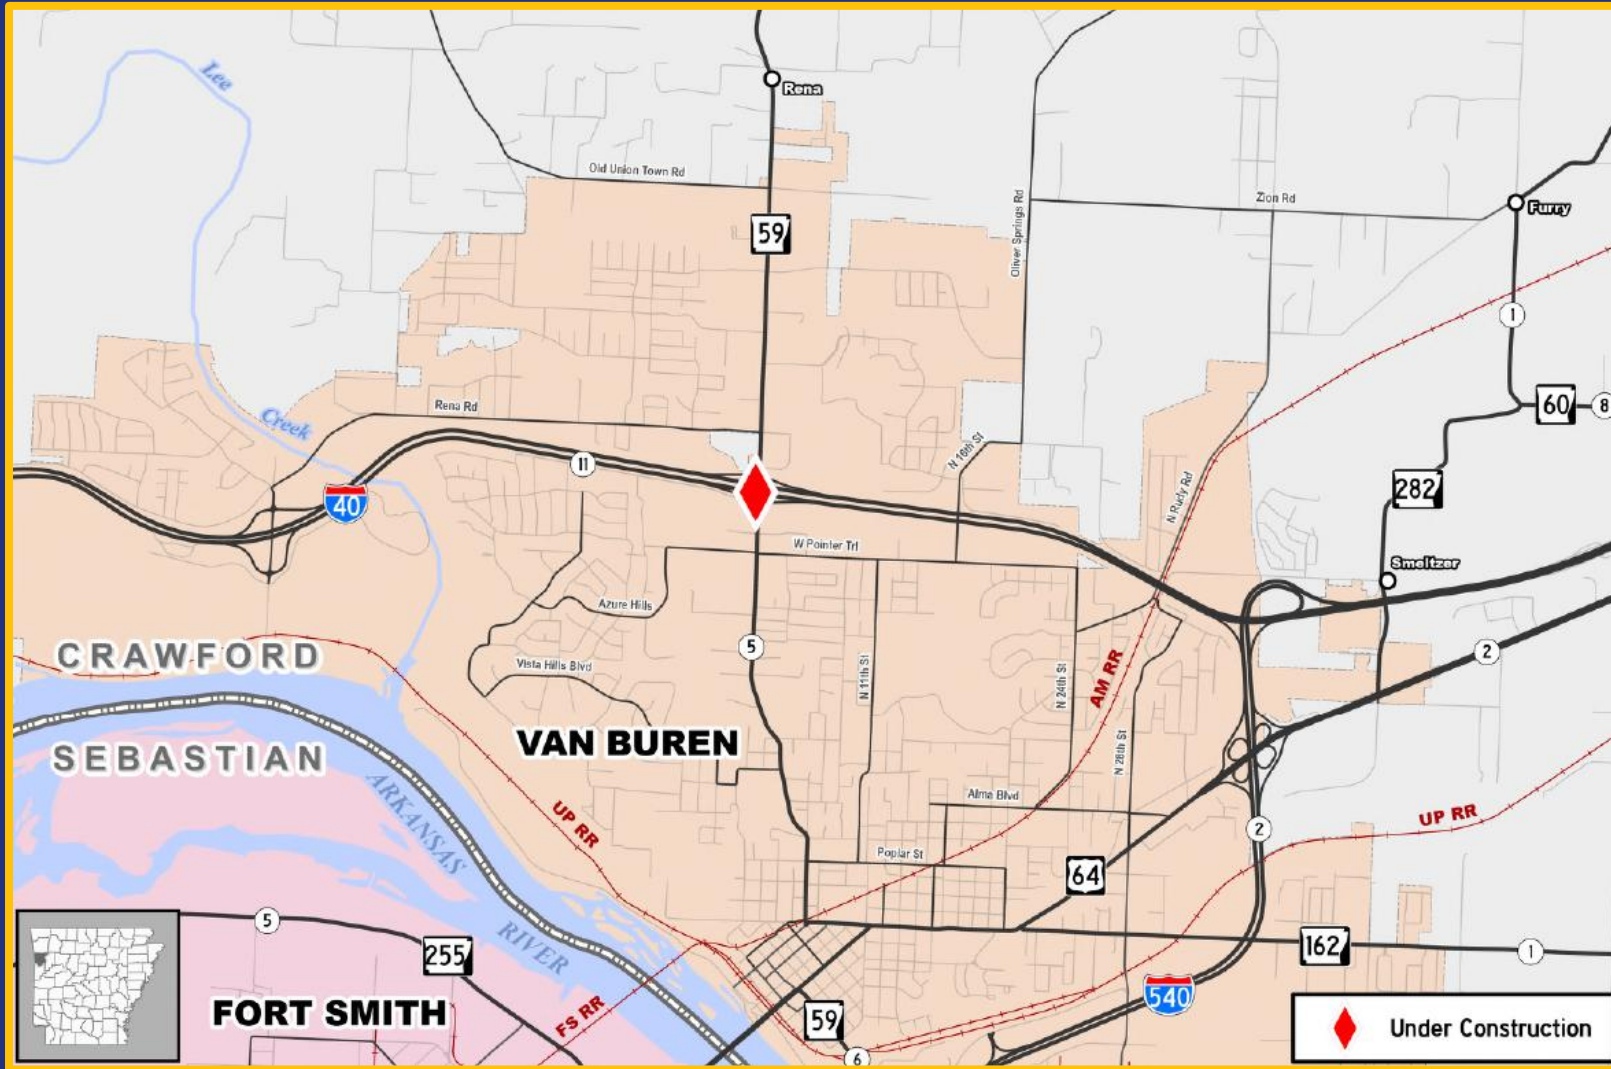 Lee
Rena
Old Union Town Rd
Oliver Springs Rd
Zion Rd
Furry
59
1
Creek
Rena Rd
60
8
N 16th St
11
40
N Rudy Rd
282
W Pointer Trl
Smeltzer
Azure Hills
5
2
CRAWFORD
Vista Hills Blvd
N 11th St
N 24th St
AM RR
VAN BUREN
SEBASTIAN
N 28th St
ARKANSAS
RIVER
UP RR
Alma Blvd
UP RR
2
Poplar St
64
5
255
162
1
FORT SMITH
FS RR
59
540
6
Under Construction